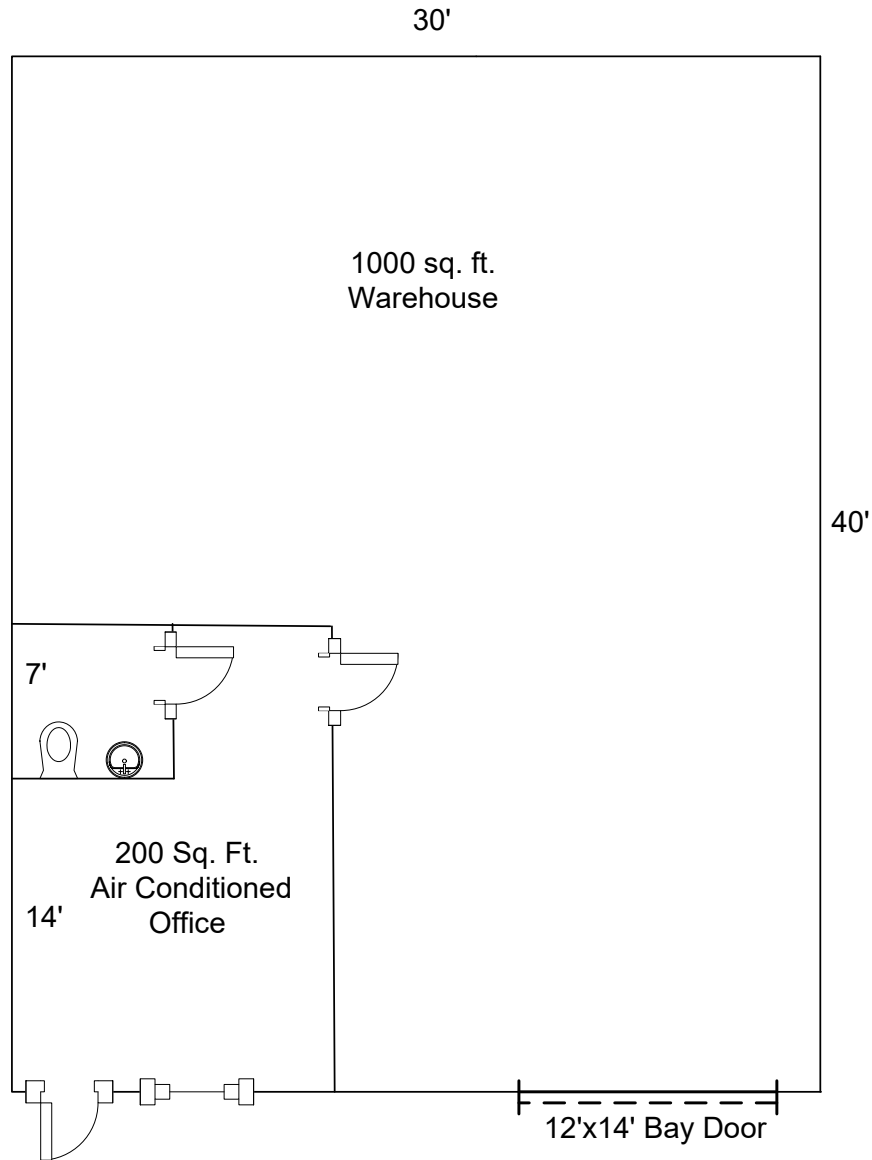 30'
1000 sq. ft.
Warehouse
40'
7'
200 Sq. Ft.
Air Conditioned
Office
14'
12'x14' Bay Door